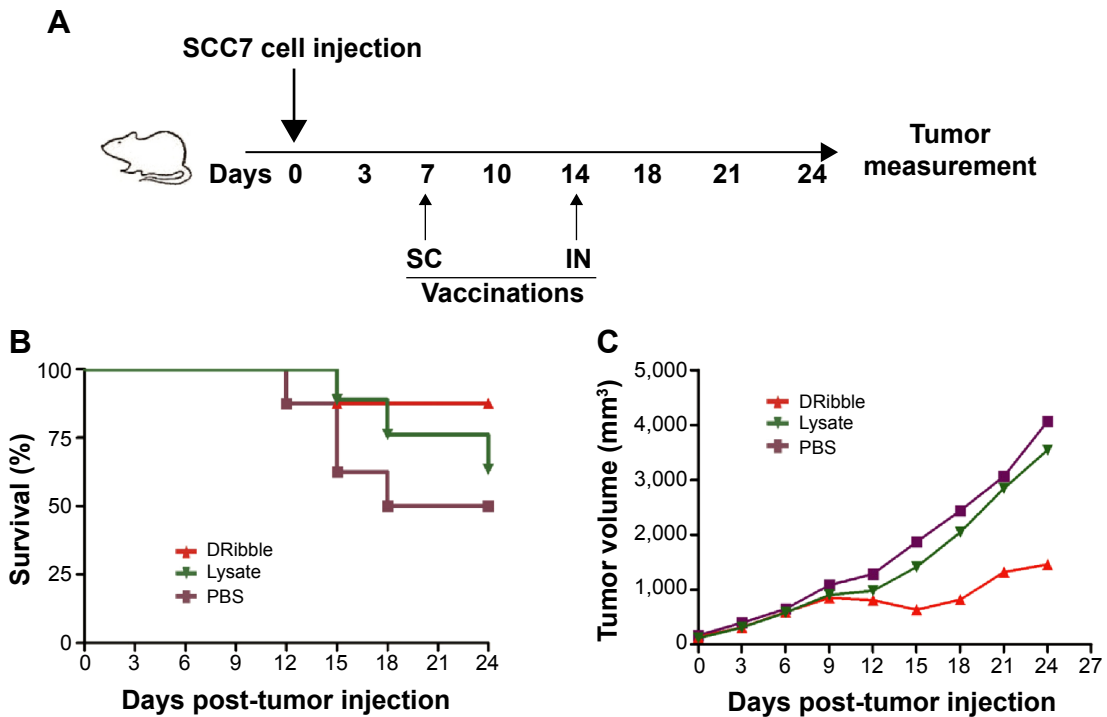 A
SCC7 cell injection
Days 0 3 7 10 14 18 21 24
Tumor
measurement
SC IN
Vaccinations
B
Survival (%)
100
75
50
25
0
DRibble
Lysate
PBS
0 3 6 9 12 15 18 21 24
Days post-tumor injection
C
Tumor volume (mm³)
5,000
4,000
3,000
2,000
1,000
0
DRibble
Lysate
PBS
0 3 6 9 12 15 18 21 24 27
Days post-tumor injection